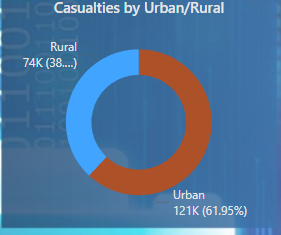 Casualties by Urban/Rural
Rural
74K (38....)
Urban
121K (61.95%)